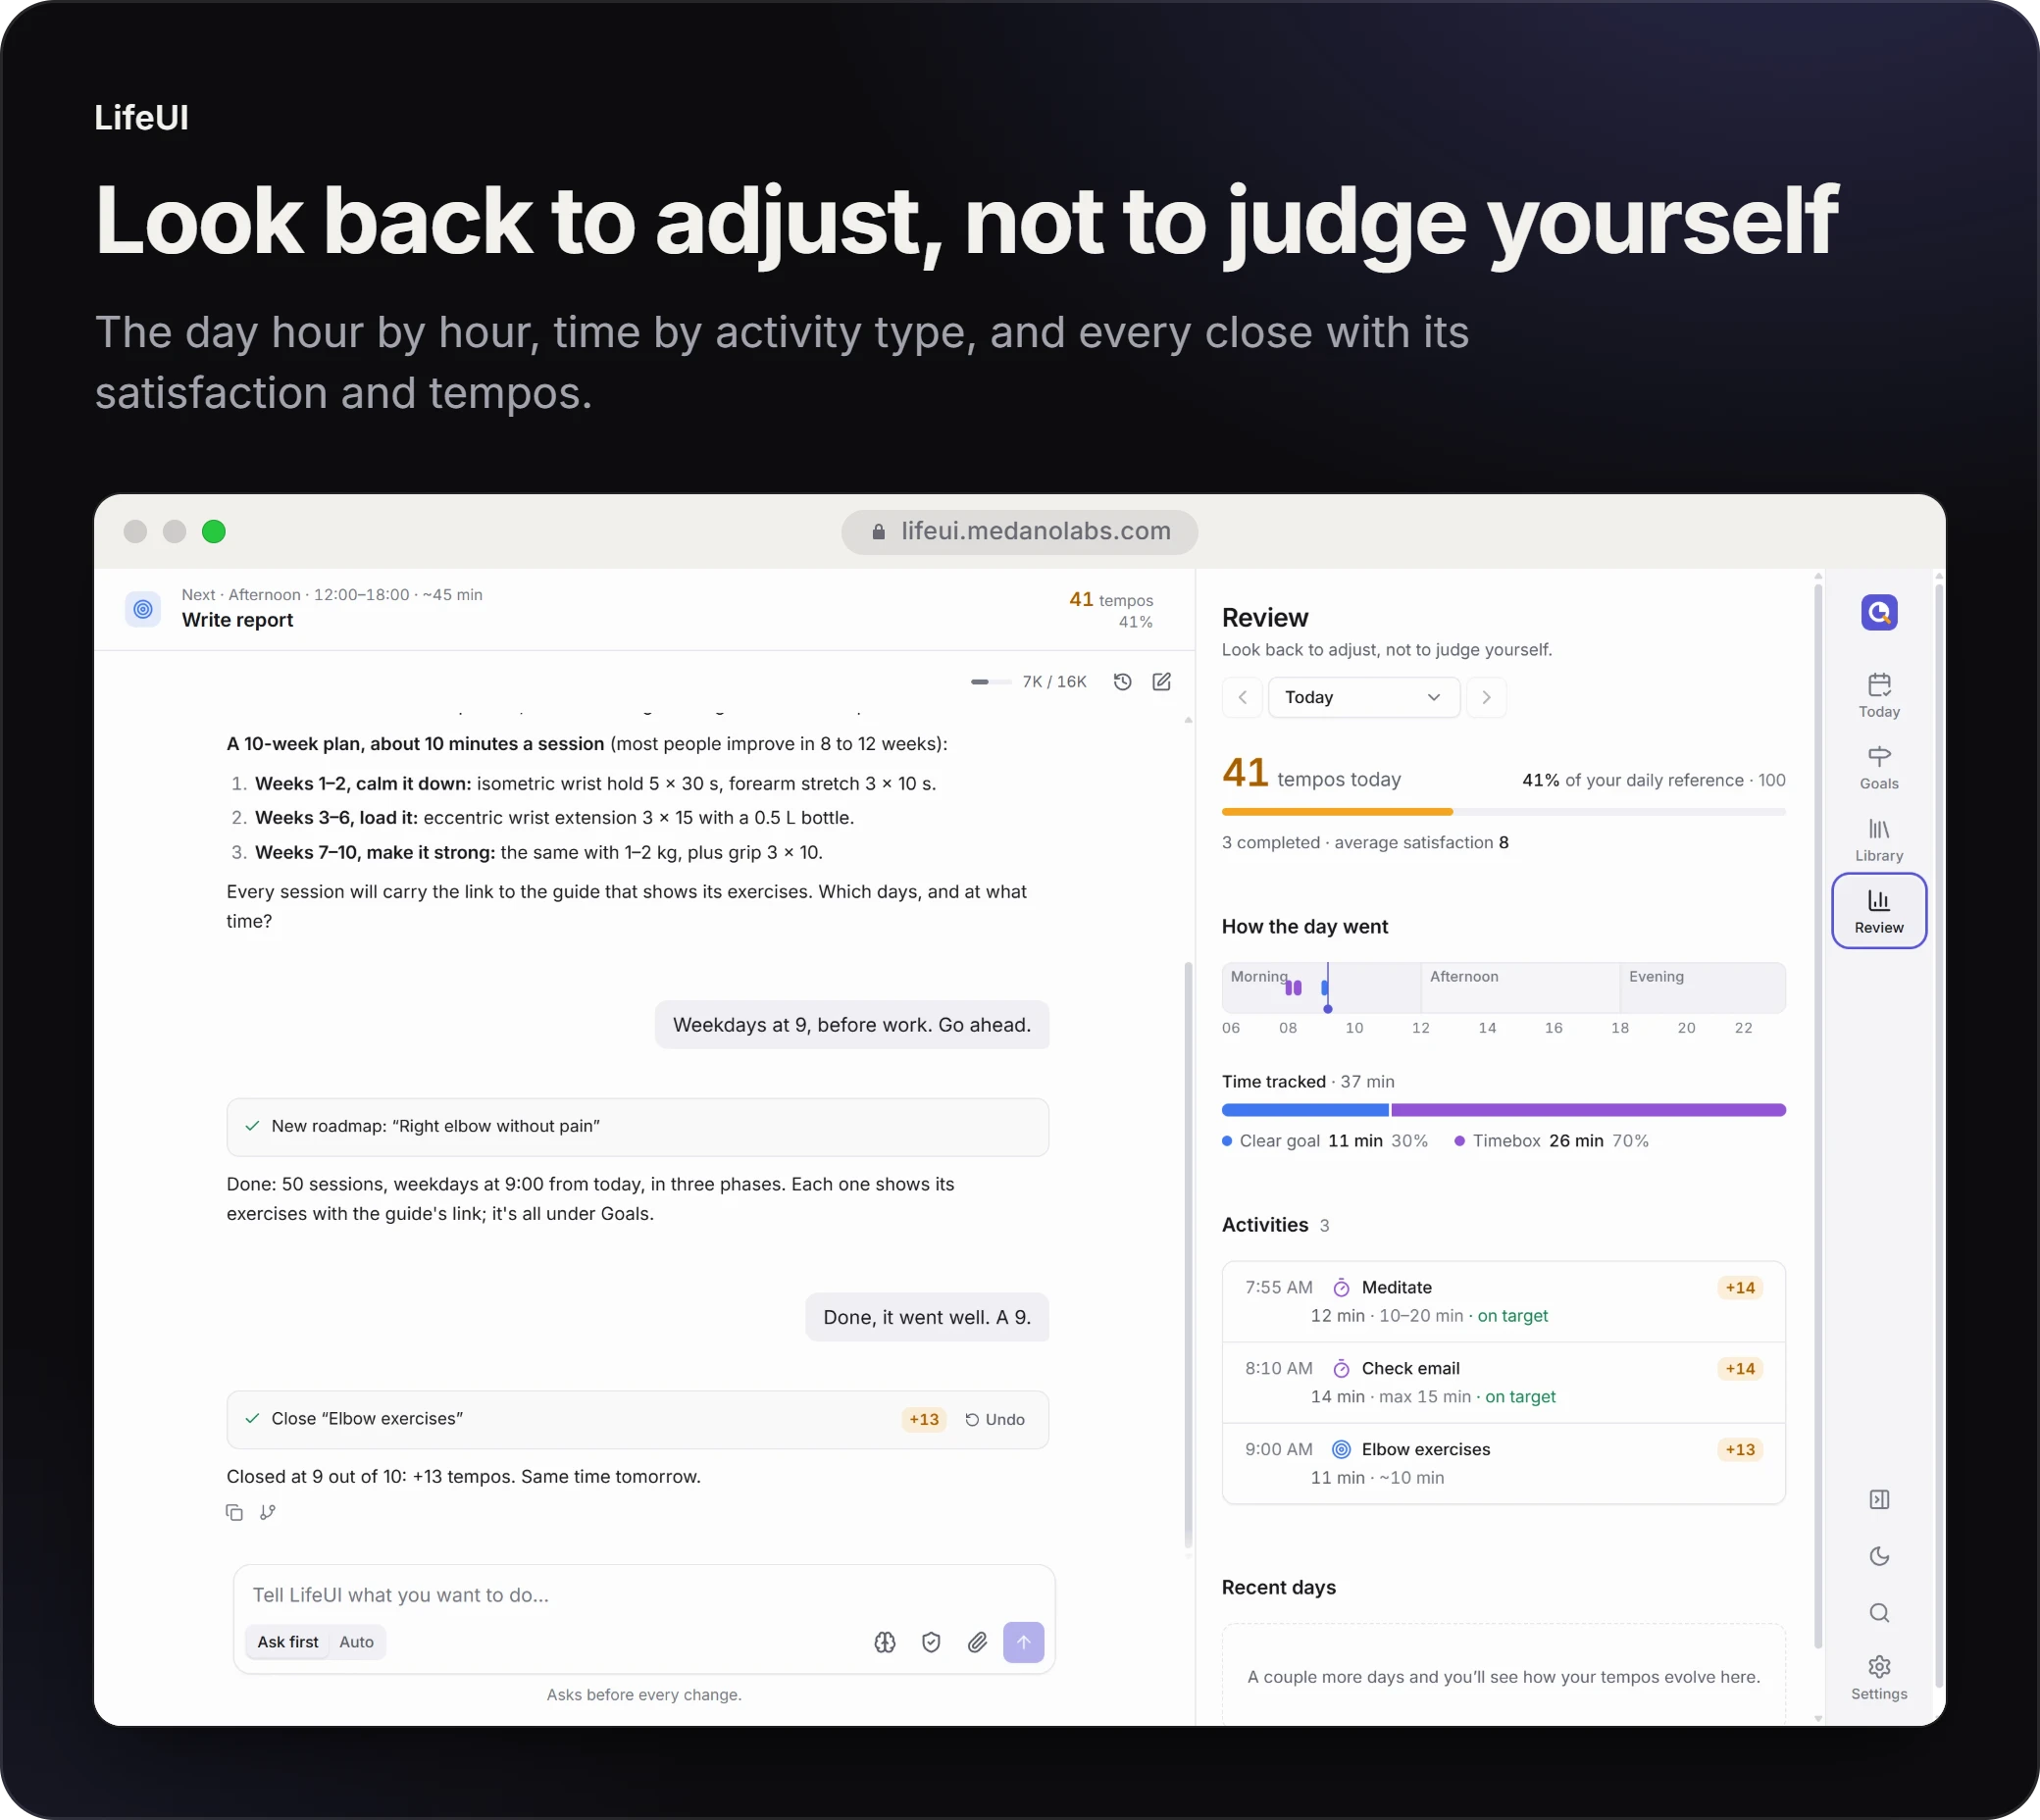 LifeUI
Look back to adjust, not to judge yourself
The day hour by hour, time by activity type, and every close with its
satisfaction and tempos.
lifeui.medanolabs.com
Next · Afternoon · 12:00–18:00 · ~45 min
Write report
41 tempos
41%
7K / 16K
A 10-week plan, about 10 minutes a session (most people improve in 8 to 12 weeks):
1. Weeks 1–2, calm it down: isometric wrist hold 5 × 30 s, forearm stretch 3 × 10 s.
2. Weeks 3–6, load it: eccentric wrist extension 3 × 15 with a 0.5 L bottle.
3. Weeks 7–10, make it strong: the same with 1–2 kg, plus grip 3 × 10.
Every session will carry the link to the guide that shows its exercises. Which days, and at what
time?
Weekdays at 9, before work. Go ahead.
New roadmap: “Right elbow without pain”
Done: 50 sessions, weekdays at 9:00 from today, in three phases. Each one shows its
exercises with the guide's link; it's all under Goals.
Done, it went well. A 9.
Close “Elbow exercises” +13 Undo
Closed at 9 out of 10: +13 tempos. Same time tomorrow.
Tell LifeUI what you want to do...
Ask first Auto
Asks before every change.
Review
Look back to adjust, not to judge yourself.
Today
41 tempos today 41% of your daily reference · 100
3 completed · average satisfaction 8
How the day went
Morning Afternoon Evening
06 08 10 12 14 16 18 20 22
Time tracked · 37 min
Clear goal 11 min 30% Timebox 26 min 70%
Activities 3
7:55 AM Meditate +14
12 min · 10–20 min · on target
8:10 AM Check email +14
14 min · max 15 min · on target
9:00 AM Elbow exercises +13
11 min · ~10 min
Recent days
A couple more days and you’ll see how your tempos evolve here.
Today
Goals
Library
Review
Settings